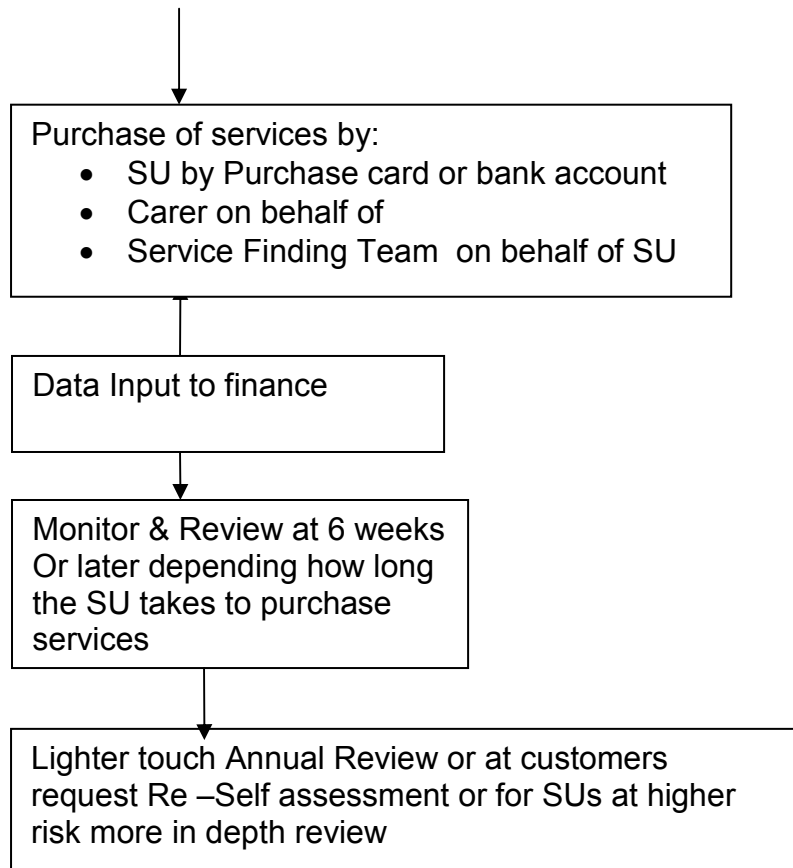 Purchase of services by:
• SU by Purchase card or bank account
• Carer on behalf of
• Service Finding Team on behalf of SU
Data Input to finance
Monitor & Review at 6 weeks
Or later depending how long
the SU takes to purchase
services
Lighter touch Annual Review or at customers
request Re –Self assessment or for SUs at higher
risk more in depth review